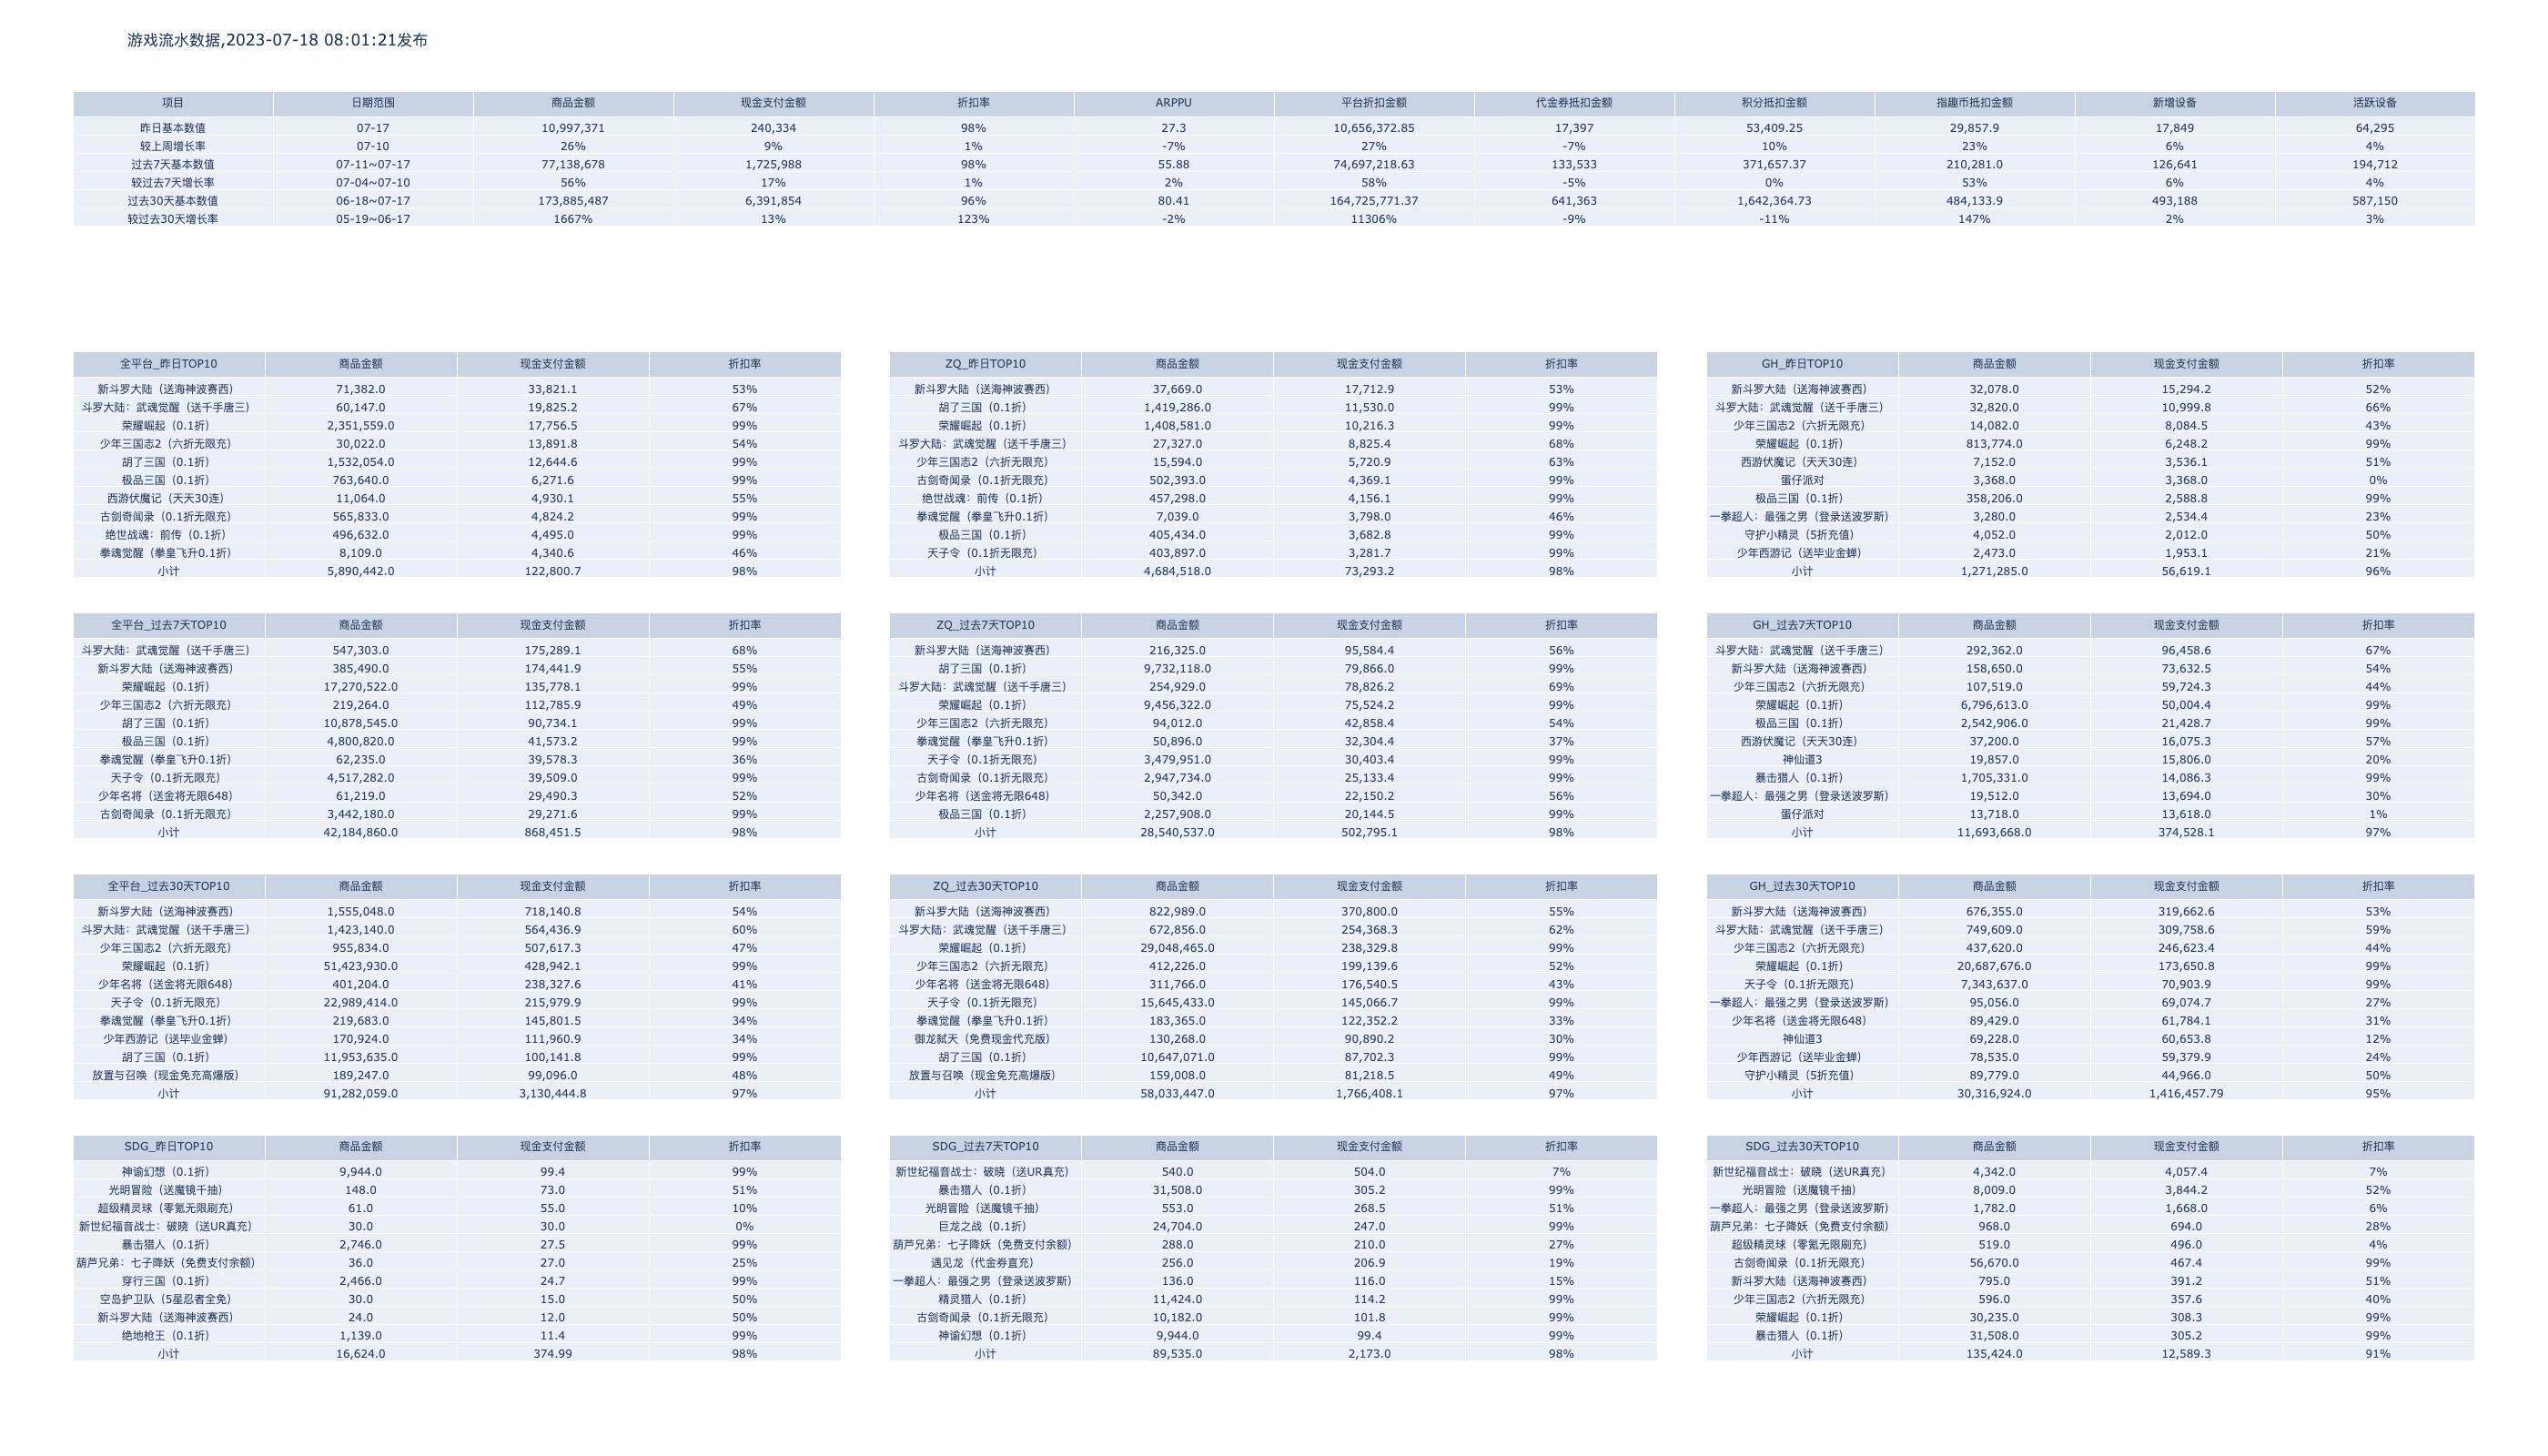 游戏流水数据,2023-07-18 08:01:21发布
项目 日期范围 商品金额 现金支付金额 折扣率 ARPPU 平台折扣金额 代金券抵扣金额 积分抵扣金额 指趣币抵扣金额 新增设备 活跃设备
昨日基本数值 07-17 10,997,371 240,334 98% 27.3 10,656,372.85 17,397 53,409.25 29,857.9 17,849 64,295
较上周增长率 07-10 26% 9% 1% -7% 27% -7% 10% 23% 6% 4%
过去7天基本数值 07-11~07-17 77,138,678 1,725,988 98% 55.88 74,697,218.63 133,533 371,657.37 210,281.0 126,641 194,712
较过去7天增长率 07-04~07-10 56% 17% 1% 2% 58% -5% 0% 53% 6% 4%
过去30天基本数值 06-18~07-17 173,885,487 6,391,854 96% 80.41 164,725,771.37 641,363 1,642,364.73 484,133.9 493,188 587,150
较过去30天增长率 05-19~06-17 1667% 13% 123% -2% 11306% -9% -11% 147% 2% 3%
全平台_昨日TOP10 商品金额 现金支付金额 折扣率
新斗罗大陆（送海神波赛西） 71,382.0 33,821.1 53%
斗罗大陆：武魂觉醒（送千手唐三） 60,147.0 19,825.2 67%
荣耀崛起（0.1折） 2,351,559.0 17,756.5 99%
少年三国志2（六折无限充） 30,022.0 13,891.8 54%
胡了三国（0.1折） 1,532,054.0 12,644.6 99%
极品三国（0.1折） 763,640.0 6,271.6 99%
西游伏魔记（天天30连） 11,064.0 4,930.1 55%
古剑奇闻录（0.1折无限充） 565,833.0 4,824.2 99%
绝世战魂：前传（0.1折） 496,632.0 4,495.0 99%
拳魂觉醒（拳皇飞升0.1折） 8,109.0 4,340.6 46%
小计 5,890,442.0 122,800.7 98%
ZQ_昨日TOP10 商品金额 现金支付金额 折扣率
新斗罗大陆（送海神波赛西） 37,669.0 17,712.9 53%
胡了三国（0.1折） 1,419,286.0 11,530.0 99%
荣耀崛起（0.1折） 1,408,581.0 10,216.3 99%
斗罗大陆：武魂觉醒（送千手唐三） 27,327.0 8,825.4 68%
少年三国志2（六折无限充） 15,594.0 5,720.9 63%
古剑奇闻录（0.1折无限充） 502,393.0 4,369.1 99%
绝世战魂：前传（0.1折） 457,298.0 4,156.1 99%
拳魂觉醒（拳皇飞升0.1折） 7,039.0 3,798.0 46%
极品三国（0.1折） 405,434.0 3,682.8 99%
天子令（0.1折无限充） 403,897.0 3,281.7 99%
小计 4,684,518.0 73,293.2 98%
GH_昨日TOP10 商品金额 现金支付金额 折扣率
新斗罗大陆（送海神波赛西） 32,078.0 15,294.2 52%
斗罗大陆：武魂觉醒（送千手唐三） 32,820.0 10,999.8 66%
少年三国志2（六折无限充） 14,082.0 8,084.5 43%
荣耀崛起（0.1折） 813,774.0 6,248.2 99%
西游伏魔记（天天30连） 7,152.0 3,536.1 51%
蛋仔派对 3,368.0 3,368.0 0%
极品三国（0.1折） 358,206.0 2,588.8 99%
一拳超人：最强之男（登录送波罗斯） 3,280.0 2,534.4 23%
守护小精灵（5折充值） 4,052.0 2,012.0 50%
少年西游记（送毕业金蝉） 2,473.0 1,953.1 21%
小计 1,271,285.0 56,619.1 96%
全平台_过去7天TOP10 商品金额 现金支付金额 折扣率
斗罗大陆：武魂觉醒（送千手唐三） 547,303.0 175,289.1 68%
新斗罗大陆（送海神波赛西） 385,490.0 174,441.9 55%
荣耀崛起（0.1折） 17,270,522.0 135,778.1 99%
少年三国志2（六折无限充） 219,264.0 112,785.9 49%
胡了三国（0.1折） 10,878,545.0 90,734.1 99%
极品三国（0.1折） 4,800,820.0 41,573.2 99%
拳魂觉醒（拳皇飞升0.1折） 62,235.0 39,578.3 36%
天子令（0.1折无限充） 4,517,282.0 39,509.0 99%
少年名将（送金将无限648） 61,219.0 29,490.3 52%
古剑奇闻录（0.1折无限充） 3,442,180.0 29,271.6 99%
小计 42,184,860.0 868,451.5 98%
ZQ_过去7天TOP10 商品金额 现金支付金额 折扣率
新斗罗大陆（送海神波赛西） 216,325.0 95,584.4 56%
胡了三国（0.1折） 9,732,118.0 79,866.0 99%
斗罗大陆：武魂觉醒（送千手唐三） 254,929.0 78,826.2 69%
荣耀崛起（0.1折） 9,456,322.0 75,524.2 99%
少年三国志2（六折无限充） 94,012.0 42,858.4 54%
拳魂觉醒（拳皇飞升0.1折） 50,896.0 32,304.4 37%
天子令（0.1折无限充） 3,479,951.0 30,403.4 99%
古剑奇闻录（0.1折无限充） 2,947,734.0 25,133.4 99%
少年名将（送金将无限648） 50,342.0 22,150.2 56%
极品三国（0.1折） 2,257,908.0 20,144.5 99%
小计 28,540,537.0 502,795.1 98%
GH_过去7天TOP10 商品金额 现金支付金额 折扣率
斗罗大陆：武魂觉醒（送千手唐三） 292,362.0 96,458.6 67%
新斗罗大陆（送海神波赛西） 158,650.0 73,632.5 54%
少年三国志2（六折无限充） 107,519.0 59,724.3 44%
荣耀崛起（0.1折） 6,796,613.0 50,004.4 99%
极品三国（0.1折） 2,542,906.0 21,428.7 99%
西游伏魔记（天天30连） 37,200.0 16,075.3 57%
神仙道3 19,857.0 15,806.0 20%
暴击猎人（0.1折） 1,705,331.0 14,086.3 99%
一拳超人：最强之男（登录送波罗斯） 19,512.0 13,694.0 30%
蛋仔派对 13,718.0 13,618.0 1%
小计 11,693,668.0 374,528.1 97%
全平台_过去30天TOP10 商品金额 现金支付金额 折扣率
新斗罗大陆（送海神波赛西） 1,555,048.0 718,140.8 54%
斗罗大陆：武魂觉醒（送千手唐三） 1,423,140.0 564,436.9 60%
少年三国志2（六折无限充） 955,834.0 507,617.3 47%
荣耀崛起（0.1折） 51,423,930.0 428,942.1 99%
少年名将（送金将无限648） 401,204.0 238,327.6 41%
天子令（0.1折无限充） 22,989,414.0 215,979.9 99%
拳魂觉醒（拳皇飞升0.1折） 219,683.0 145,801.5 34%
少年西游记（送毕业金蝉） 170,924.0 111,960.9 34%
胡了三国（0.1折） 11,953,635.0 100,141.8 99%
放置与召唤（现金免充高爆版） 189,247.0 99,096.0 48%
小计 91,282,059.0 3,130,444.8 97%
ZQ_过去30天TOP10 商品金额 现金支付金额 折扣率
新斗罗大陆（送海神波赛西） 822,989.0 370,800.0 55%
斗罗大陆：武魂觉醒（送千手唐三） 672,856.0 254,368.3 62%
荣耀崛起（0.1折） 29,048,465.0 238,329.8 99%
少年三国志2（六折无限充） 412,226.0 199,139.6 52%
少年名将（送金将无限648） 311,766.0 176,540.5 43%
天子令（0.1折无限充） 15,645,433.0 145,066.7 99%
拳魂觉醒（拳皇飞升0.1折） 183,365.0 122,352.2 33%
御龙弑天（免费现金代充版） 130,268.0 90,890.2 30%
胡了三国（0.1折） 10,647,071.0 87,702.3 99%
放置与召唤（现金免充高爆版） 159,008.0 81,218.5 49%
小计 58,033,447.0 1,766,408.1 97%
GH_过去30天TOP10 商品金额 现金支付金额 折扣率
新斗罗大陆（送海神波赛西） 676,355.0 319,662.6 53%
斗罗大陆：武魂觉醒（送千手唐三） 749,609.0 309,758.6 59%
少年三国志2（六折无限充） 437,620.0 246,623.4 44%
荣耀崛起（0.1折） 20,687,676.0 173,650.8 99%
天子令（0.1折无限充） 7,343,637.0 70,903.9 99%
一拳超人：最强之男（登录送波罗斯） 95,056.0 69,074.7 27%
少年名将（送金将无限648） 89,429.0 61,784.1 31%
神仙道3 69,228.0 60,653.8 12%
少年西游记（送毕业金蝉） 78,535.0 59,379.9 24%
守护小精灵（5折充值） 89,779.0 44,966.0 50%
小计 30,316,924.0 1,416,457.79 95%
SDG_昨日TOP10 商品金额 现金支付金额 折扣率
神谕幻想（0.1折） 9,944.0 99.4 99%
光明冒险（送魔镜千抽） 148.0 73.0 51%
超级精灵球（零氪无限刷充） 61.0 55.0 10%
新世纪福音战士：破晓（送UR真充） 30.0 30.0 0%
暴击猎人（0.1折） 2,746.0 27.5 99%
葫芦兄弟：七子降妖（免费支付余额） 36.0 27.0 25%
穿行三国（0.1折） 2,466.0 24.7 99%
空岛护卫队（5星忍者全免） 30.0 15.0 50%
新斗罗大陆（送海神波赛西） 24.0 12.0 50%
绝地枪王（0.1折） 1,139.0 11.4 99%
小计 16,624.0 374.99 98%
SDG_过去7天TOP10 商品金额 现金支付金额 折扣率
新世纪福音战士：破晓（送UR真充） 540.0 504.0 7%
暴击猎人（0.1折） 31,508.0 305.2 99%
光明冒险（送魔镜千抽） 553.0 268.5 51%
巨龙之战（0.1折） 24,704.0 247.0 99%
葫芦兄弟：七子降妖（免费支付余额） 288.0 210.0 27%
遇见龙（代金券直充） 256.0 206.9 19%
一拳超人：最强之男（登录送波罗斯） 136.0 116.0 15%
精灵猎人（0.1折） 11,424.0 114.2 99%
古剑奇闻录（0.1折无限充） 10,182.0 101.8 99%
神谕幻想（0.1折） 9,944.0 99.4 99%
小计 89,535.0 2,173.0 98%
SDG_过去30天TOP10 商品金额 现金支付金额 折扣率
新世纪福音战士：破晓（送UR真充） 4,342.0 4,057.4 7%
光明冒险（送魔镜千抽） 8,009.0 3,844.2 52%
一拳超人：最强之男（登录送波罗斯） 1,782.0 1,668.0 6%
葫芦兄弟：七子降妖（免费支付余额） 968.0 694.0 28%
超级精灵球（零氪无限刷充） 519.0 496.0 4%
古剑奇闻录（0.1折无限充） 56,670.0 467.4 99%
新斗罗大陆（送海神波赛西） 795.0 391.2 51%
少年三国志2（六折无限充） 596.0 357.6 40%
荣耀崛起（0.1折） 30,235.0 308.3 99%
暴击猎人（0.1折） 31,508.0 305.2 99%
小计 135,424.0 12,589.3 91%